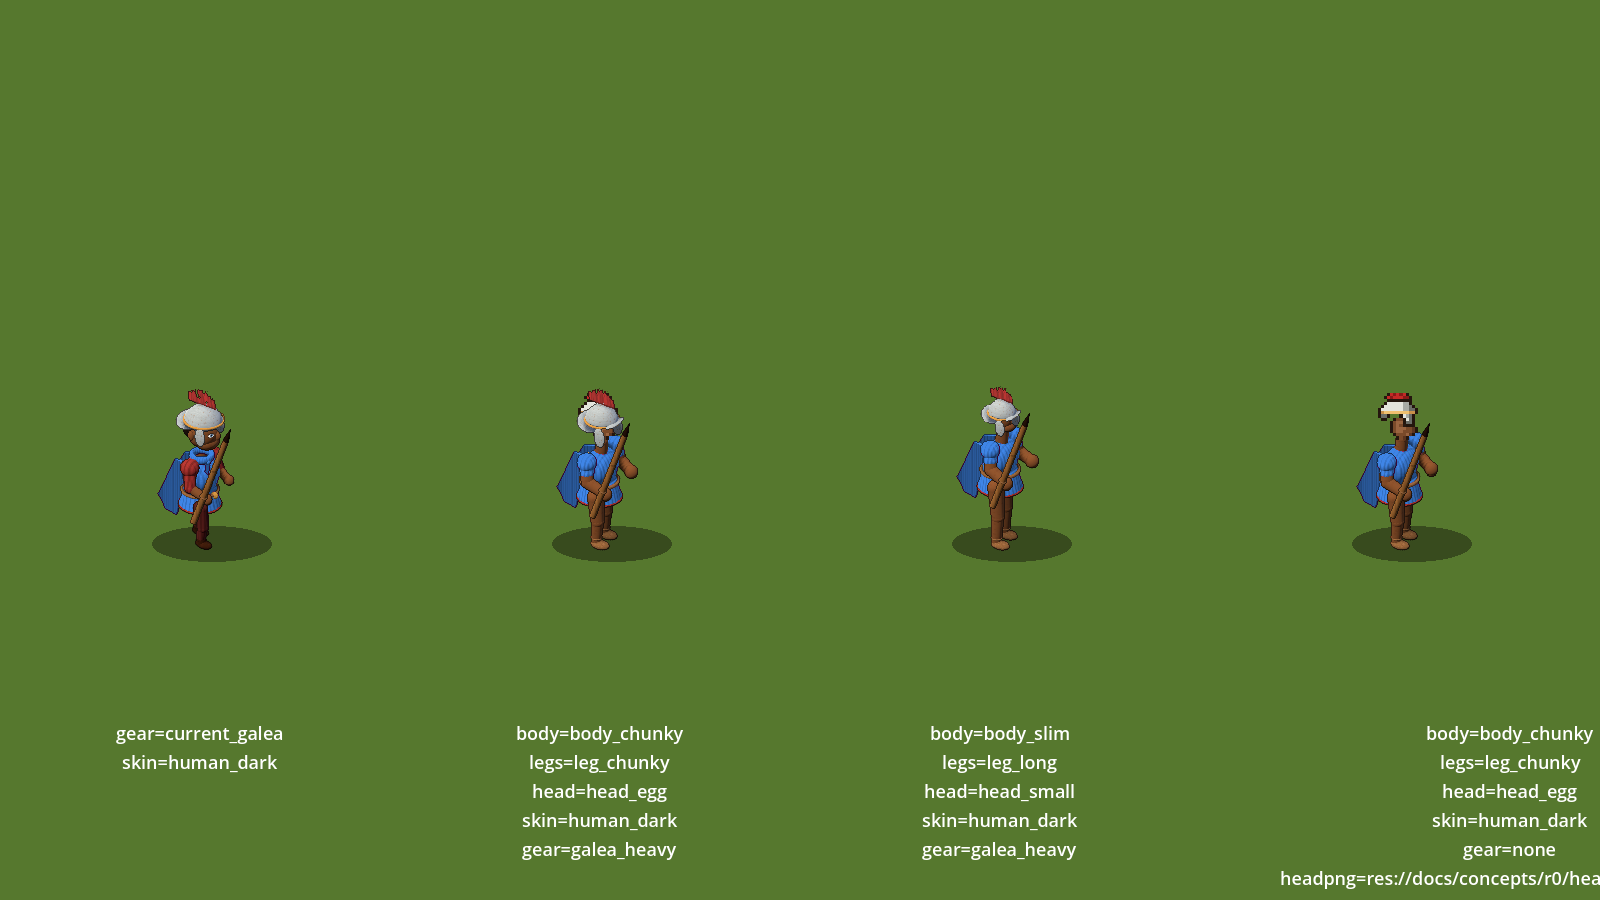 gear=current_galea
skin=human_dark
body=body_chunky
legs=leg_chunky
head=head_egg
skin=human_dark
gear=galea_heavy
body=body_slim
legs=leg_long
head=head_small
skin=human_dark
gear=galea_heavy
body=body_chunky
legs=leg_chunky
head=head_egg
skin=human_dark
gear=none
headpng=res://docs/concepts/r0/hea